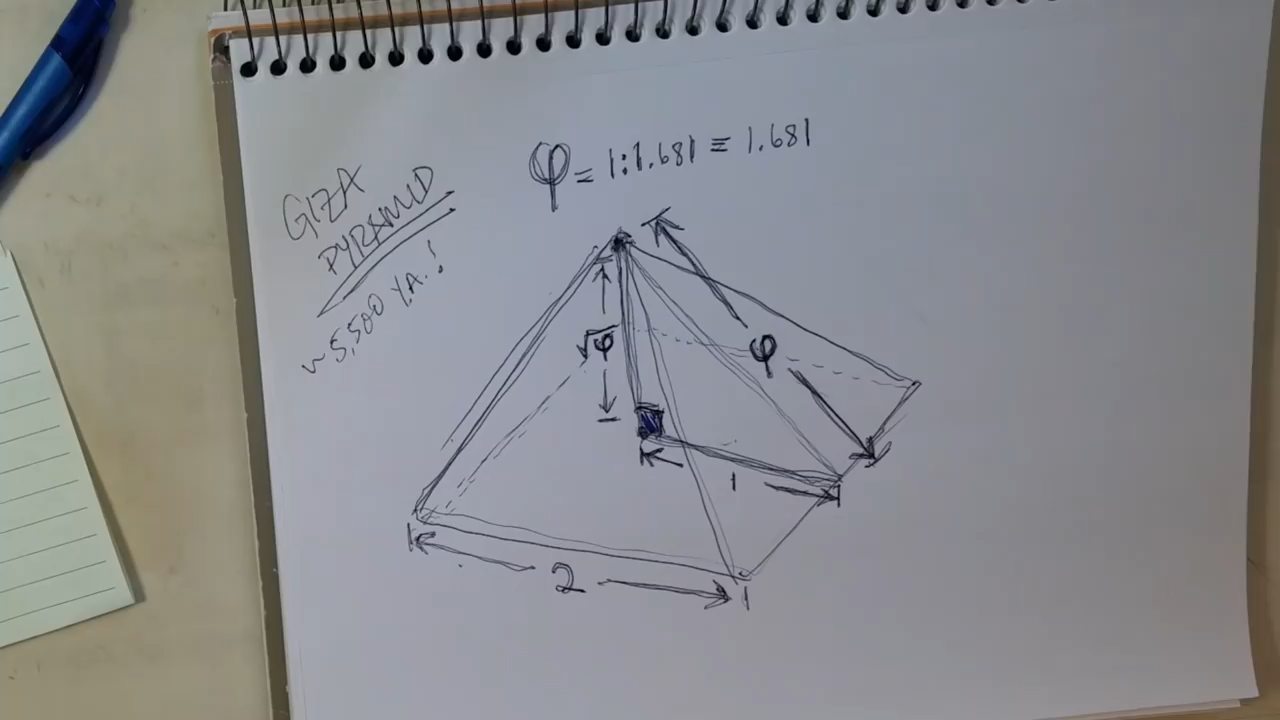 φ = 1:1.681 ≡ 1.681
GIZA
PYRAMID
~5,500 Y.A.!
√φ
φ
1
2